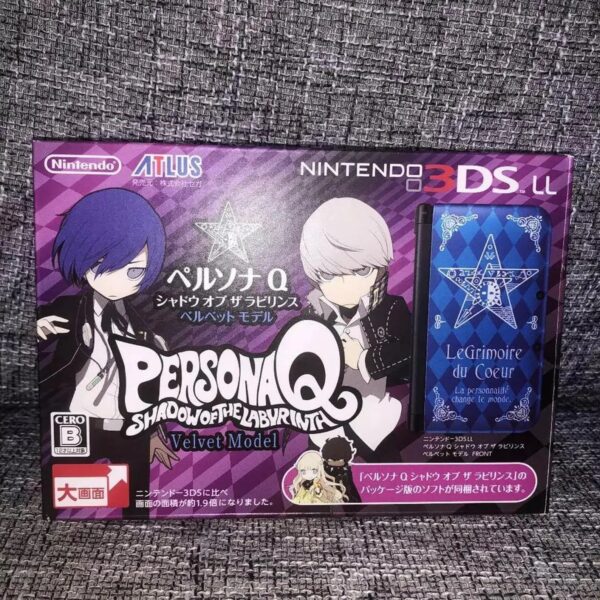 Nintendo
ATLUS
発売元：株式会社セガ
NINTENDO 3DS LL
ペルソナQ
シャドウ オブ ザ ラビリンス
ベルベット モデル
PERSONA Q
SHADOW OF THE LABYRINTH
Velvet Model
LeGrimoire
du Coeur
La personnalité
change le monde.
ニンテンドー3DS LL
ペルソナQ シャドウ オブ ザ ラビリンス
ベルベット モデル FRONT
CERO
B
12才以上対象
大画面
ニンテンドー3DSに比べ
画面の面積が約1.9倍になりました。
「ペルソナQ シャドウ オブ ザ ラビリンス」の
パッケージ版のソフトが同梱されています。